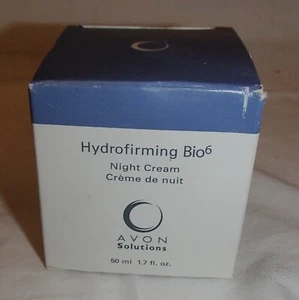 Hydrofirming Bio⁶
Night Cream
Crème de nuit
AVON
Solutions
50 ml 1.7 fl. oz.